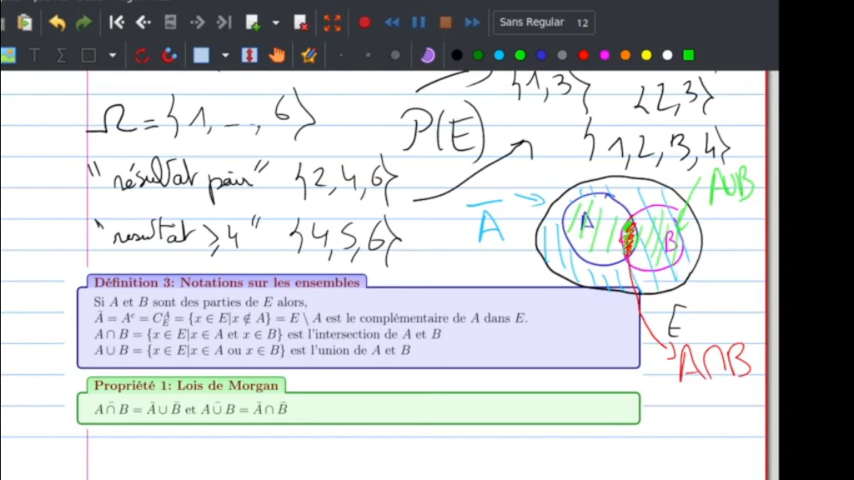 Sans Regular 12
{1,3} {2,3}
Ω = {1, ..., 6}
P(E)
{1,2,3,4}
"résultat pair" {2,4,6}
A∪B
A
B
Ā
"resultat ≥4" {4,5,6}
Définition 3: Notations sur les ensembles
Si A et B sont des parties de E alors,
Ā = Aᶜ = C_E^A = {x ∈ E|x ∉ A} = E \ A est le complémentaire de A dans E.
A ∩ B = {x ∈ E|x ∈ A et x ∈ B} est l'intersection de A et B
A ∪ B = {x ∈ E|x ∈ A ou x ∈ B} est l'union de A et B
E
A∩B
Propriété 1: Lois de Morgan
A ∩̄ B = Ā ∪ B̄ et A ∪̄ B = Ā ∩ B̄